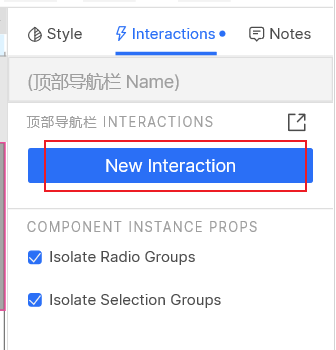 Style Interactions Notes
(顶部导航栏 Name)
顶部导航栏 INTERACTIONS
New Interaction
COMPONENT INSTANCE PROPS
Isolate Radio Groups
Isolate Selection Groups